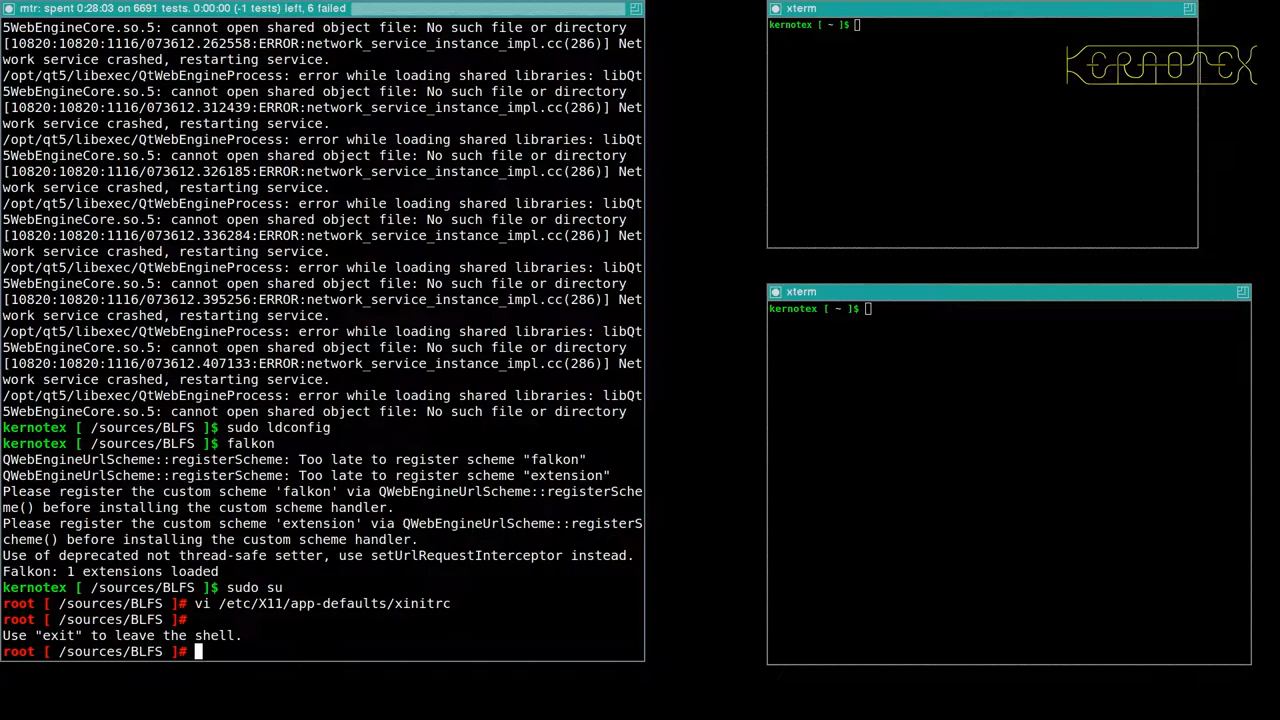 mtr: spent 0:28:03 on 6691 tests. 0:00:00 (-1 tests) left, 6 failed
5WebEngineCore.so.5: cannot open shared object file: No such file or directory
[10820:10820:1116/073612.262558:ERROR:network_service_instance_impl.cc(286)] Net
work service crashed, restarting service.
/opt/qt5/libexec/QtWebEngineProcess: error while loading shared libraries: libQt
5WebEngineCore.so.5: cannot open shared object file: No such file or directory
[10820:10820:1116/073612.312439:ERROR:network_service_instance_impl.cc(286)] Net
work service crashed, restarting service.
/opt/qt5/libexec/QtWebEngineProcess: error while loading shared libraries: libQt
5WebEngineCore.so.5: cannot open shared object file: No such file or directory
[10820:10820:1116/073612.326185:ERROR:network_service_instance_impl.cc(286)] Net
work service crashed, restarting service.
/opt/qt5/libexec/QtWebEngineProcess: error while loading shared libraries: libQt
5WebEngineCore.so.5: cannot open shared object file: No such file or directory
[10820:10820:1116/073612.336284:ERROR:network_service_instance_impl.cc(286)] Net
work service crashed, restarting service.
/opt/qt5/libexec/QtWebEngineProcess: error while loading shared libraries: libQt
5WebEngineCore.so.5: cannot open shared object file: No such file or directory
[10820:10820:1116/073612.395256:ERROR:network_service_instance_impl.cc(286)] Net
work service crashed, restarting service.
/opt/qt5/libexec/QtWebEngineProcess: error while loading shared libraries: libQt
5WebEngineCore.so.5: cannot open shared object file: No such file or directory
[10820:10820:1116/073612.407133:ERROR:network_service_instance_impl.cc(286)] Net
work service crashed, restarting service.
/opt/qt5/libexec/QtWebEngineProcess: error while loading shared libraries: libQt
5WebEngineCore.so.5: cannot open shared object file: No such file or directory
kernotex [ /sources/BLFS ]$ sudo ldconfig
kernotex [ /sources/BLFS ]$ falkon
QWebEngineUrlScheme::registerScheme: Too late to register scheme "falkon"
QWebEngineUrlScheme::registerScheme: Too late to register scheme "extension"
Please register the custom scheme 'falkon' via QWebEngineUrlScheme::registerSche
me() before installing the custom scheme handler.
Please register the custom scheme 'extension' via QWebEngineUrlScheme::registerS
cheme() before installing the custom scheme handler.
Use of deprecated not thread-safe setter, use setUrlRequestInterceptor instead.
Falkon: 1 extensions loaded
kernotex [ /sources/BLFS ]$ sudo su
root [ /sources/BLFS ]# vi /etc/X11/app-defaults/xinitrc
root [ /sources/BLFS ]#
Use "exit" to leave the shell.
root [ /sources/BLFS ]#
xterm
kernotex [ ~ ]$
KERNOTEX
xterm
kernotex [ ~ ]$